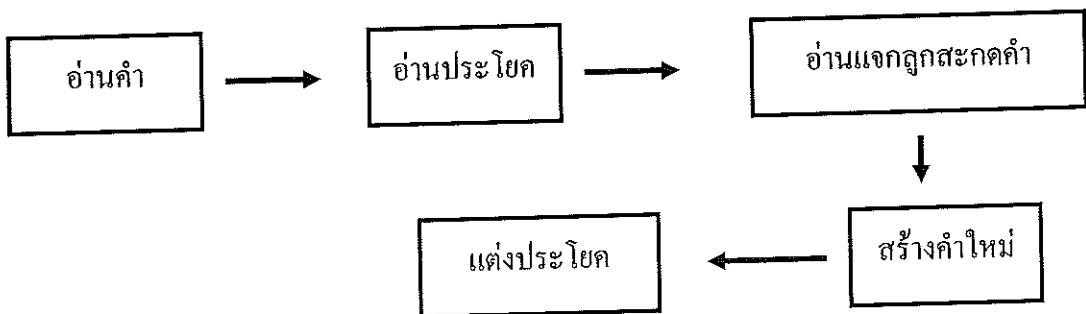 อ่านคำ
อ่านประโยค
อ่านแจกลูกสะกดคำ
สร้างคำใหม่
แต่งประโยค